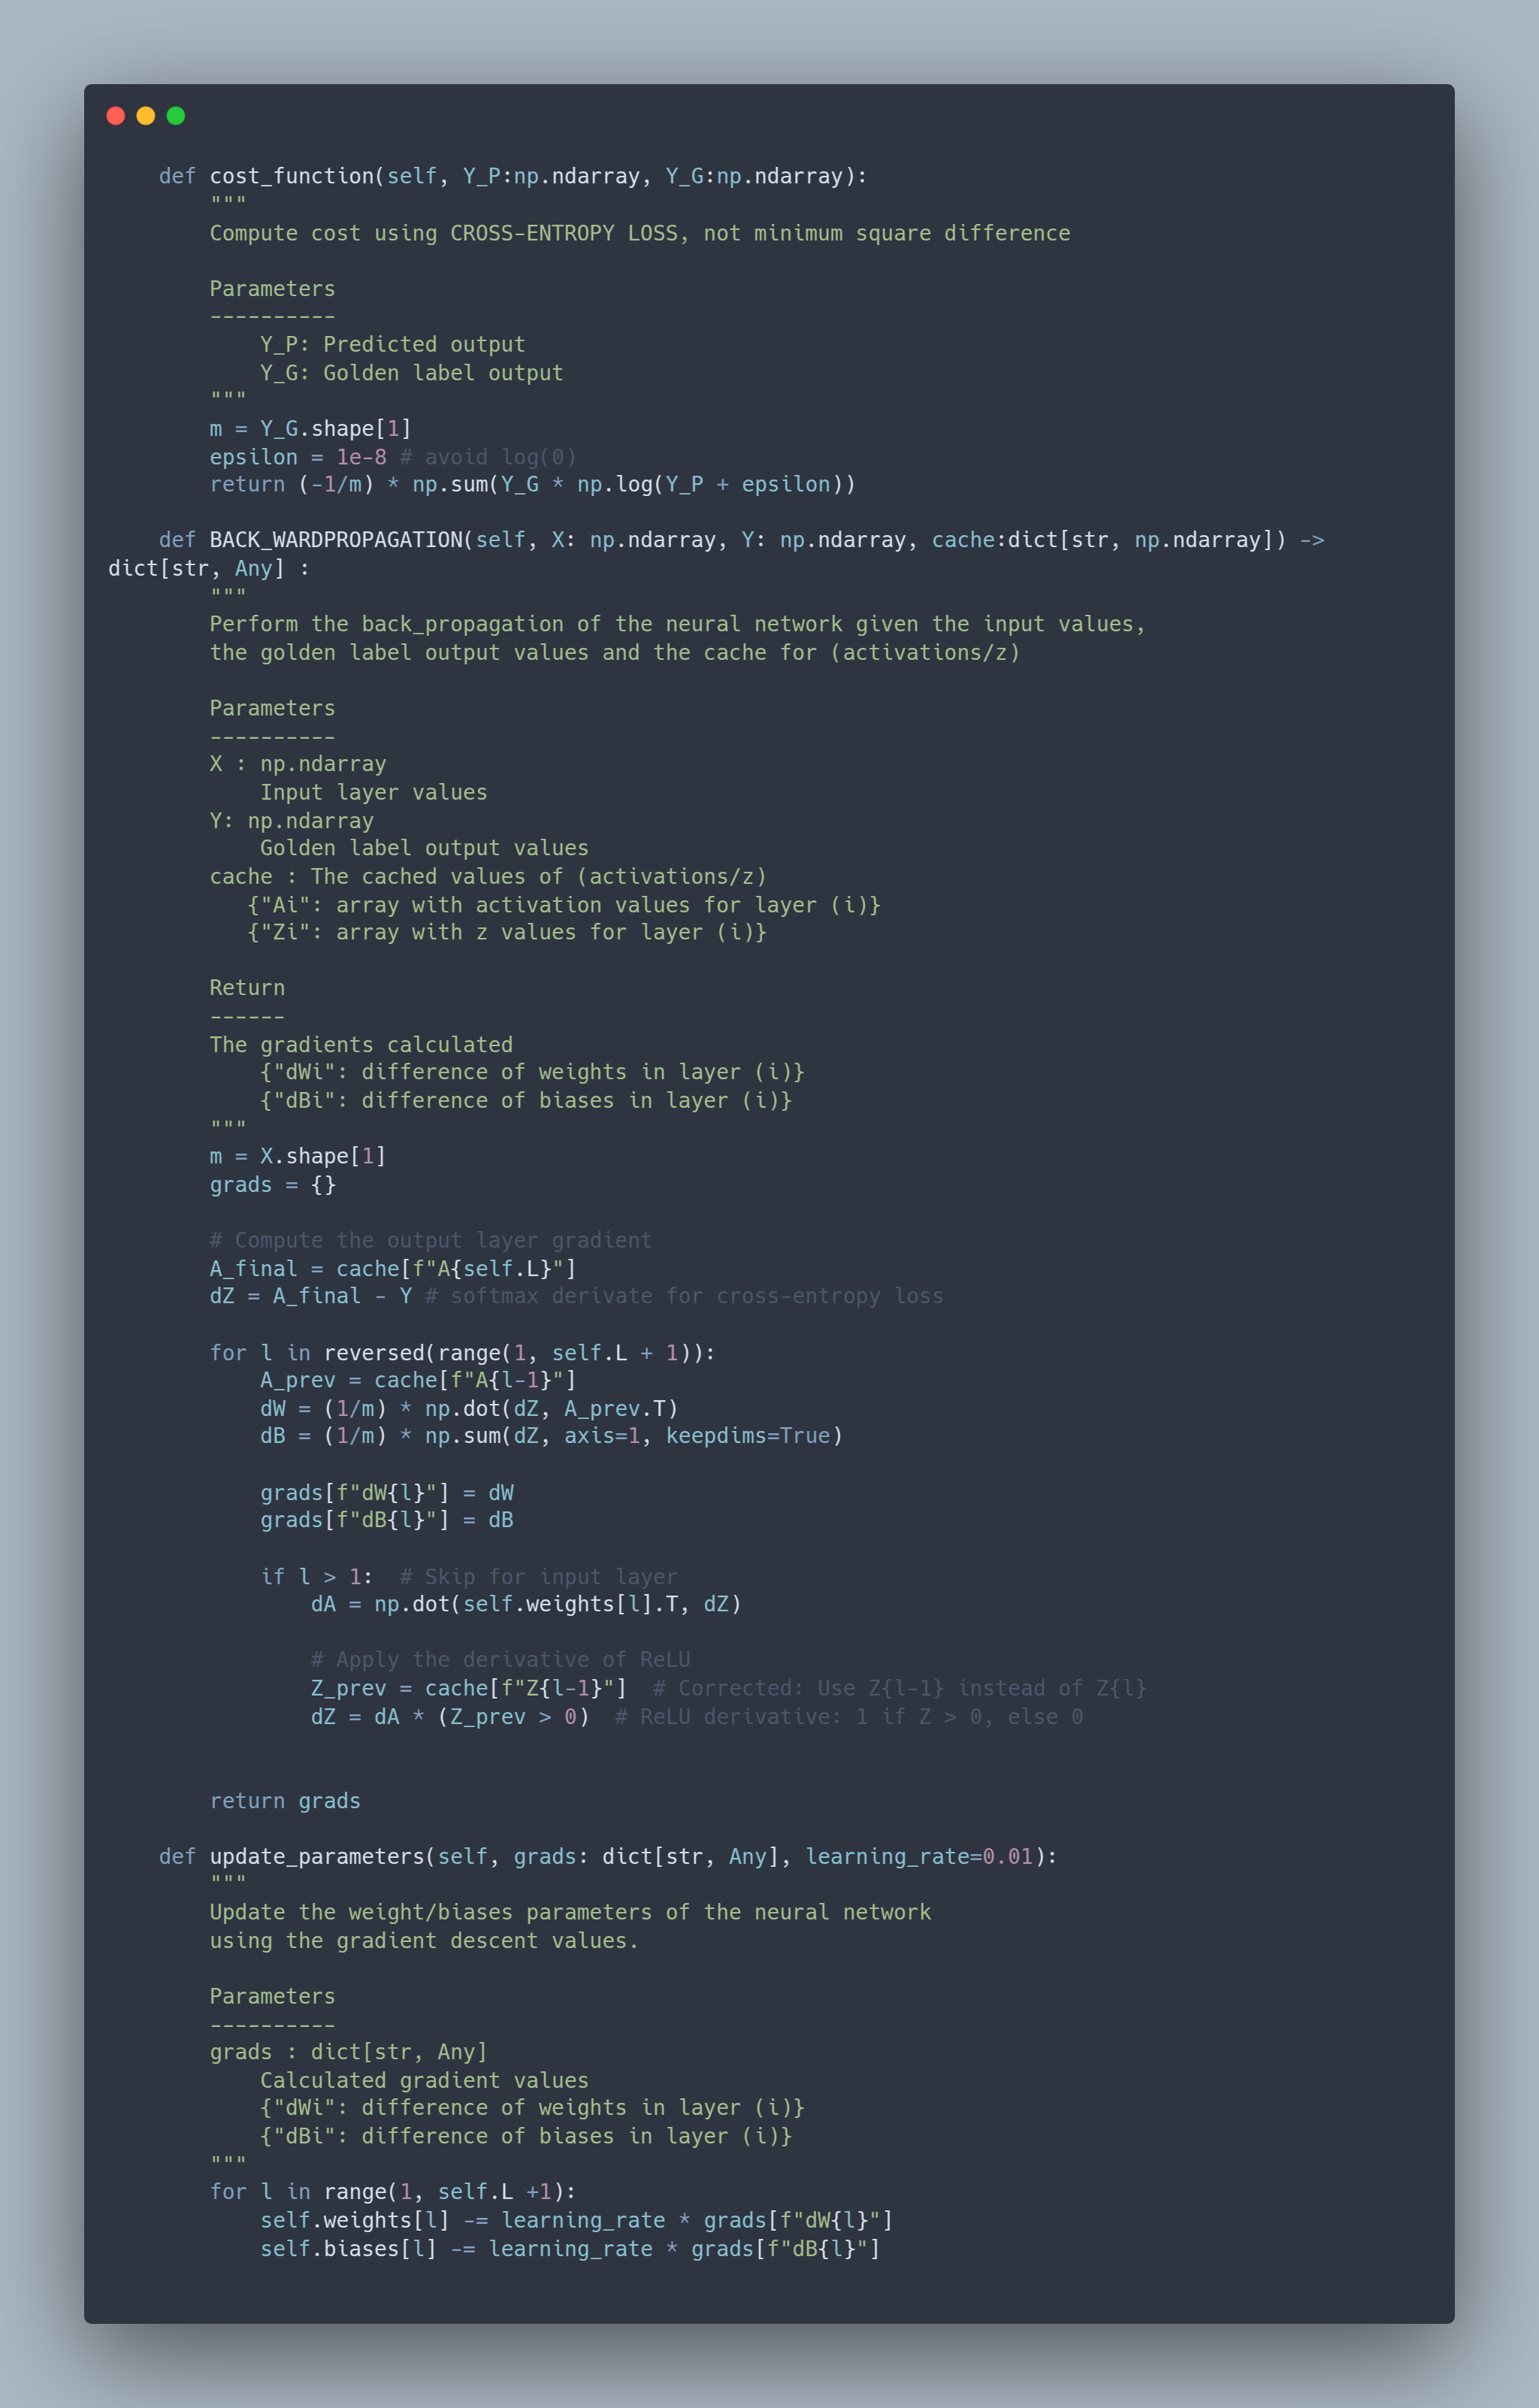 def cost_function(self, Y_P:np.ndarray, Y_G:np.ndarray):
"""
Compute cost using CROSS-ENTROPY LOSS, not minimum square difference
Parameters
----------
Y_P: Predicted output
Y_G: Golden label output
"""
m = Y_G.shape[1]
epsilon = 1e-8 # avoid log(0)
return (-1/m) * np.sum(Y_G * np.log(Y_P + epsilon))
def BACK_WARDPROPAGATION(self, X: np.ndarray, Y: np.ndarray, cache:dict[str, np.ndarray]) ->
dict[str, Any] :
"""
Perform the back_propagation of the neural network given the input values,
the golden label output values and the cache for (activations/z)
Parameters
----------
X : np.ndarray
Input layer values
Y: np.ndarray
Golden label output values
cache : The cached values of (activations/z)
{"Ai": array with activation values for layer (i)}
{"Zi": array with z values for layer (i)}
Return
------
The gradients calculated
{"dWi": difference of weights in layer (i)}
{"dBi": difference of biases in layer (i)}
"""
m = X.shape[1]
grads = {}
# Compute the output layer gradient
A_final = cache[f"A{self.L}"]
dZ = A_final - Y # softmax derivate for cross-entropy loss
for l in reversed(range(1, self.L + 1)):
A_prev = cache[f"A{l-1}"]
dW = (1/m) * np.dot(dZ, A_prev.T)
dB = (1/m) * np.sum(dZ, axis=1, keepdims=True)
grads[f"dW{l}"] = dW
grads[f"dB{l}"] = dB
if l > 1:  # Skip for input layer
dA = np.dot(self.weights[l].T, dZ)
# Apply the derivative of ReLU
Z_prev = cache[f"Z{l-1}"]  # Corrected: Use Z{l-1} instead of Z{l}
dZ = dA * (Z_prev > 0)  # ReLU derivative: 1 if Z > 0, else 0
return grads
def update_parameters(self, grads: dict[str, Any], learning_rate=0.01):
"""
Update the weight/biases parameters of the neural network
using the gradient descent values.
Parameters
----------
grads : dict[str, Any]
Calculated gradient values
{"dWi": difference of weights in layer (i)}
{"dBi": difference of biases in layer (i)}
"""
for l in range(1, self.L +1):
self.weights[l] -= learning_rate * grads[f"dW{l}"]
self.biases[l] -= learning_rate * grads[f"dB{l}"]